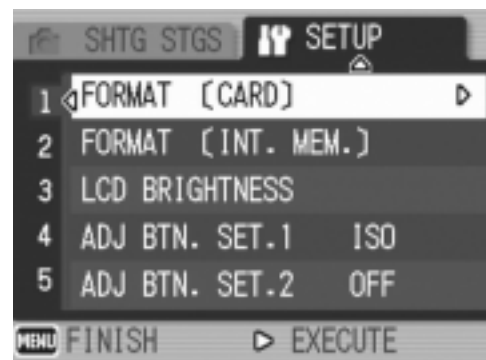 SHTG STGS SETUP
1 FORMAT [CARD]
2 FORMAT [INT. MEM.]
3 LCD BRIGHTNESS
4 ADJ BTN. SET.1 ISO
5 ADJ BTN. SET.2 OFF
MENU FINISH EXECUTE